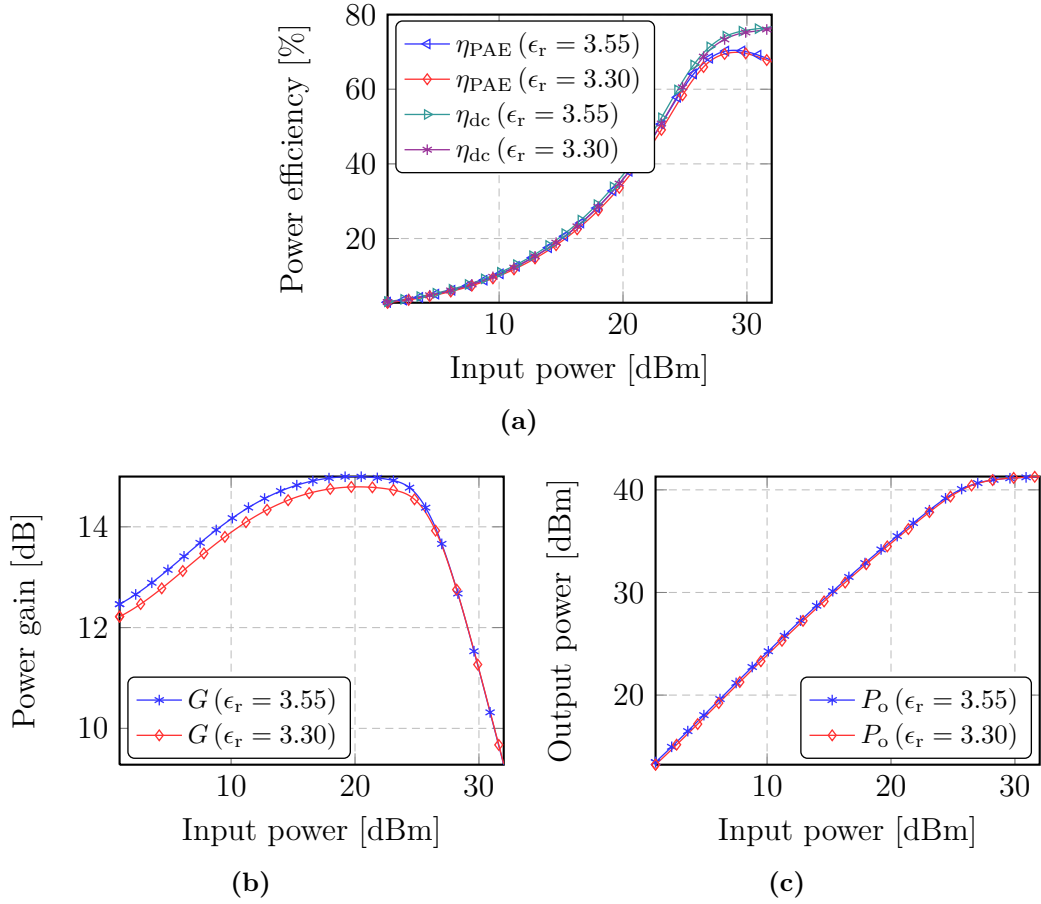 80
60
40
20
10
20
30
Power efficiency [%]
Input power [dBm]
η_PAE (ϵ_r = 3.55)
η_PAE (ϵ_r = 3.30)
η_dc (ϵ_r = 3.55)
η_dc (ϵ_r = 3.30)
(a)
14
12
10
10
20
30
Power gain [dB]
Input power [dBm]
G (ϵ_r = 3.55)
G (ϵ_r = 3.30)
(b)
40
30
20
10
20
30
Output power [dBm]
Input power [dBm]
P_o (ϵ_r = 3.55)
P_o (ϵ_r = 3.30)
(c)